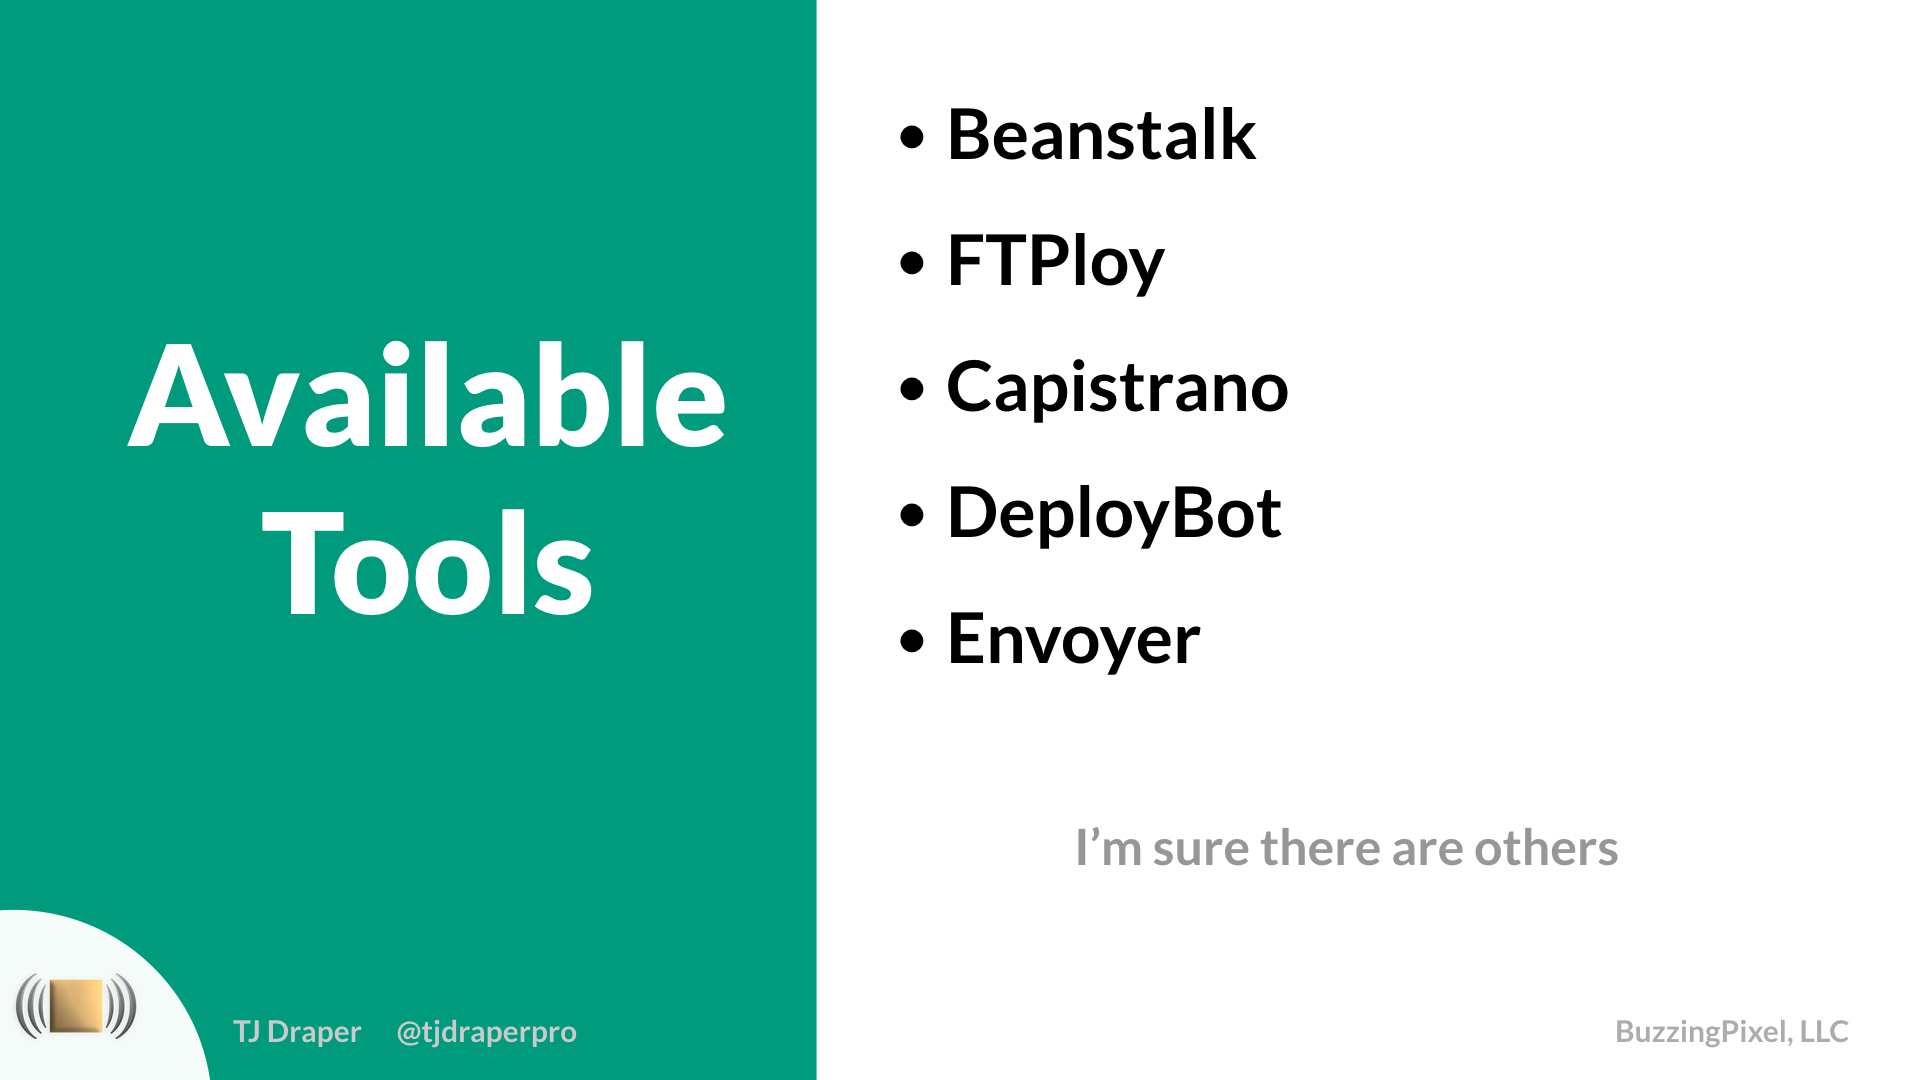 Available
Tools
• Beanstalk
• FTPloy
• Capistrano
• DeployBot
• Envoyer
I’m sure there are others
TJ Draper @tjdraperpro
BuzzingPixel, LLC